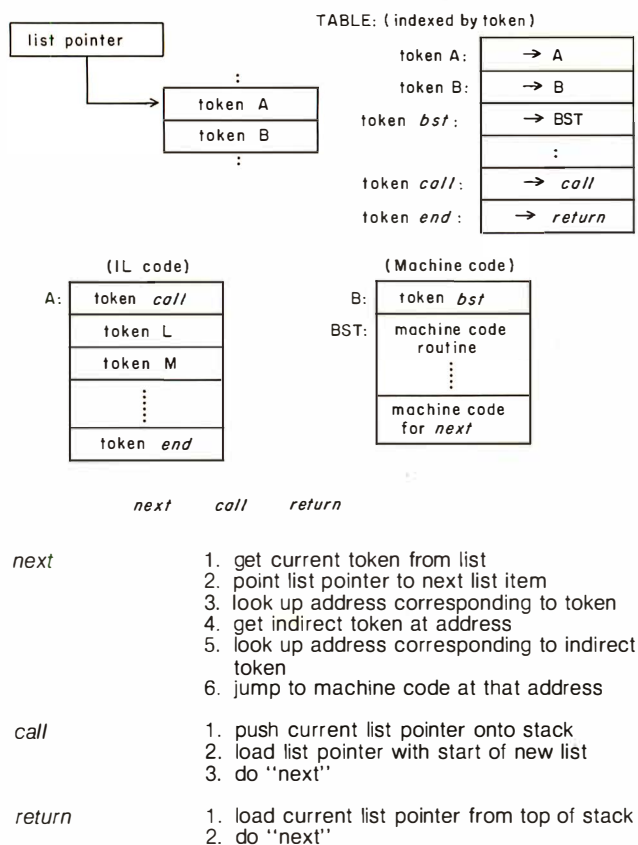 TABLE: (indexed by token)
list pointer
:
token A
token B
:
token A: → A
token B: → B
token bst: → BST
:
token call: → call
token end: → return
(IL code)
A: token call
token L
token M
token end
(Machine code)
B: token bst
BST: machine code
routine
machine code
for next
next call return
next 1. get current token from list
2. point list pointer to next list item
3. look up address corresponding to token
4. get indirect token at address
5. look up address corresponding to indirect
token
6. jump to machine code at that address
call 1. push current list pointer onto stack
2. load list pointer with start of new list
3. do "next"
return 1. load current list pointer from top of stack
2. do "next"